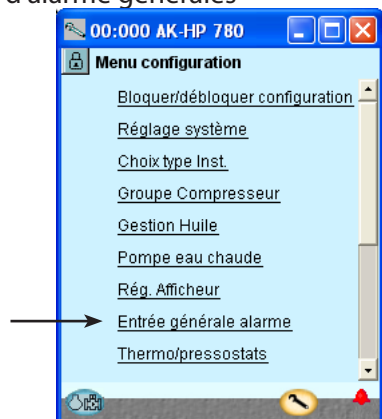 d'alarme générales
00:000 AK-HP 780
Menu configuration
Bloquer/débloquer configuration
Réglage système
Choix type Inst.
Groupe Compresseur
Gestion Huile
Pompe eau chaude
Rég. Afficheur
Entrée générale alarme
Thermo/pressostats